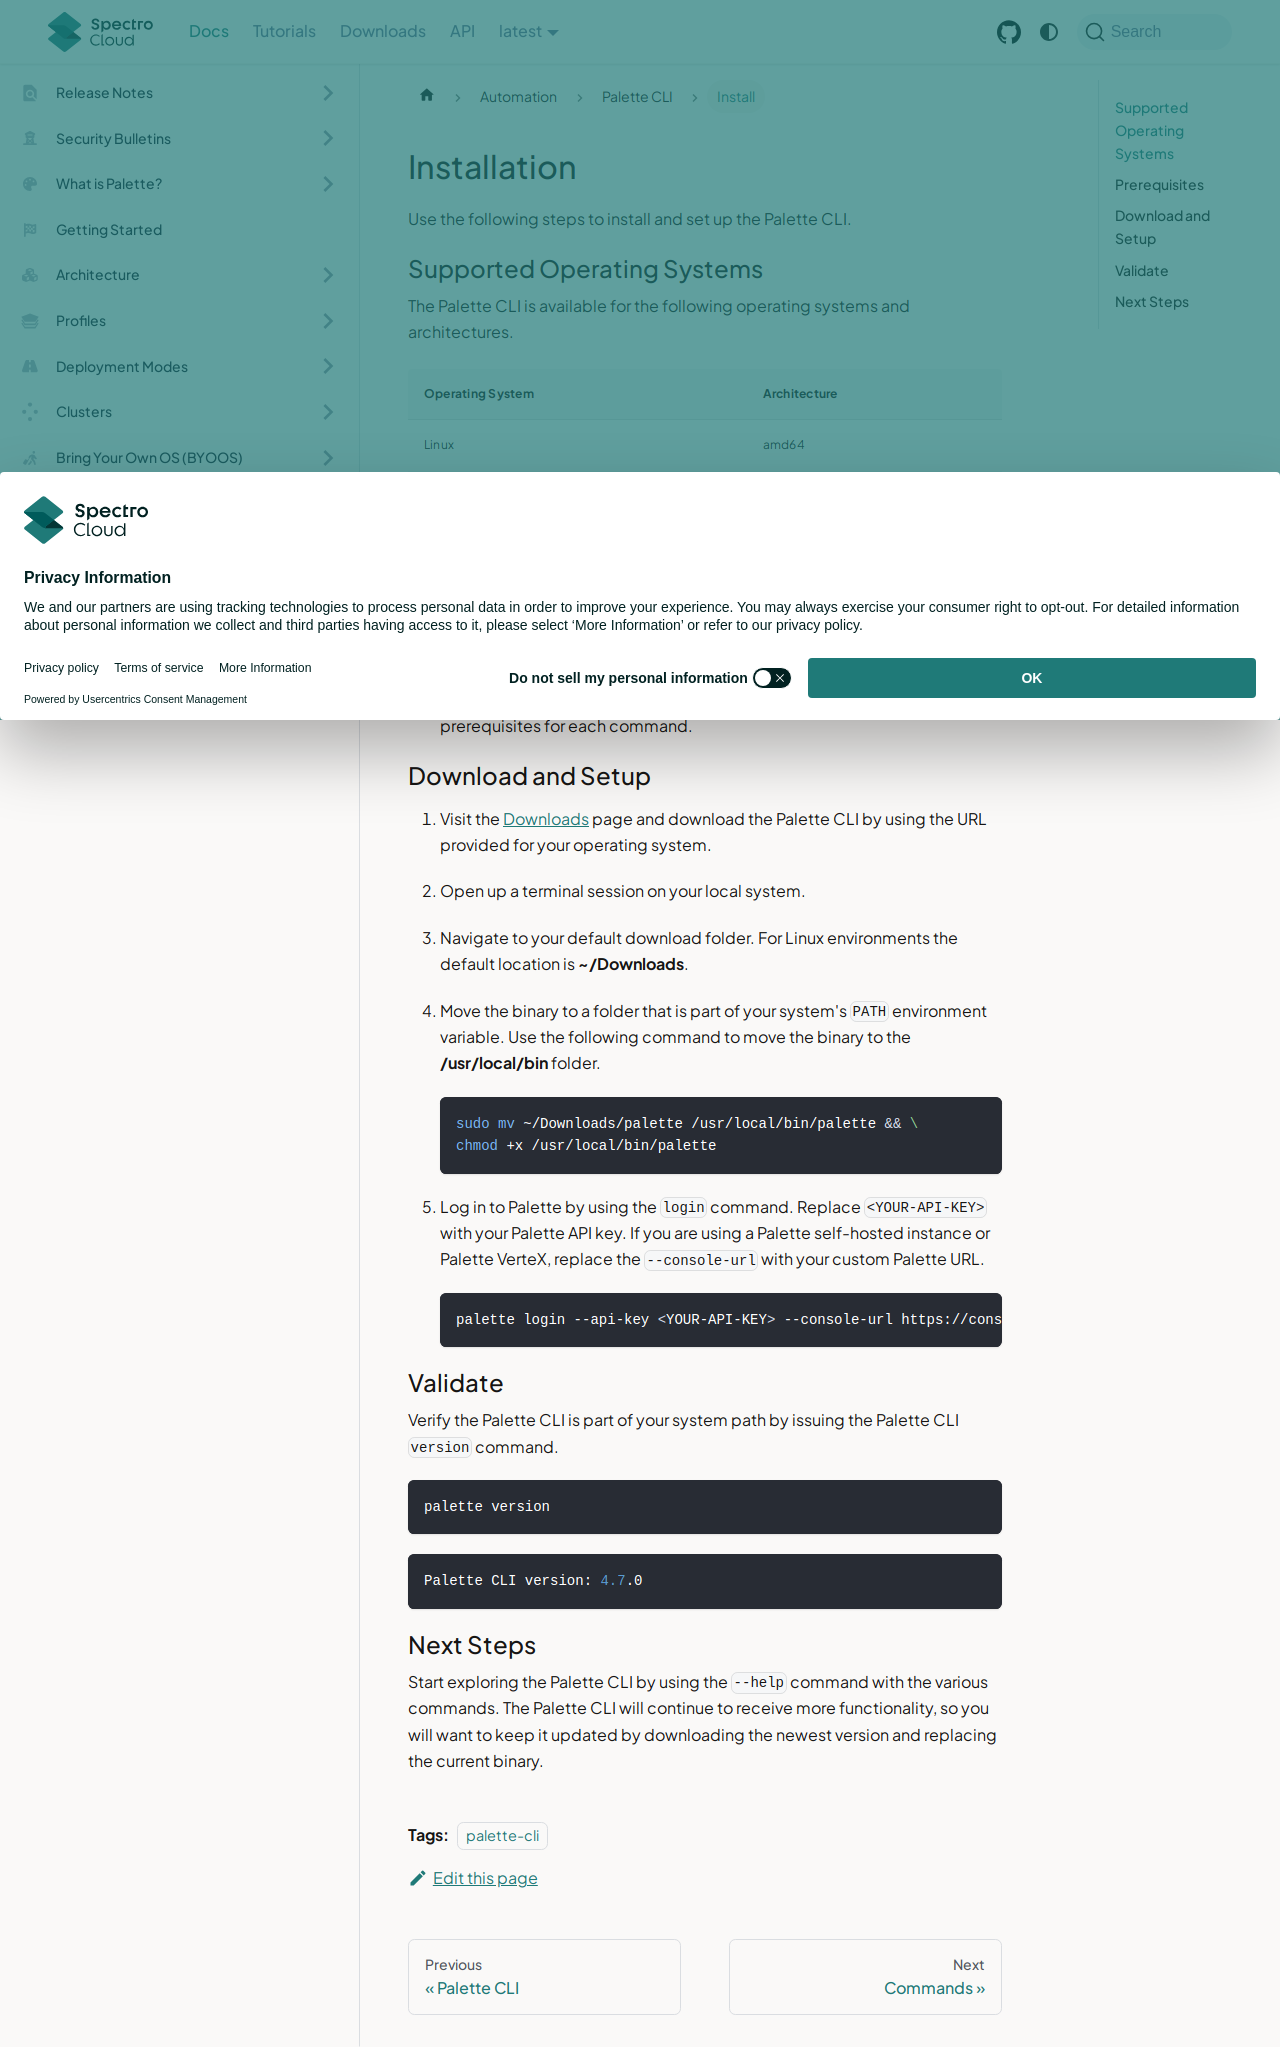 Spectro Cloud
Docs
Tutorials
Downloads
API
latest
Search
Release Notes
Security Bulletins
What is Palette?
Getting Started
Architecture
Profiles
Deployment Modes
Clusters
Bring Your Own OS (BYOOS)
Automation
Palette CLI
Install
Installation
Use the following steps to install and set up the Palette CLI.
Supported Operating Systems
The Palette CLI is available for the following operating systems and
architectures.
Operating System
Architecture
Linux
amd64
Supported
Operating
Systems
Prerequisites
Download and
Setup
Validate
Next Steps
Spectro
Cloud
Privacy Information
We and our partners are using tracking technologies to process personal data in order to improve your experience. You may always exercise your consumer right to opt-out. For detailed information
about personal information we collect and third parties having access to it, please select ‘More Information’ or refer to our privacy policy.
Privacy policy
Terms of service
More Information
Powered by Usercentrics Consent Management
Do not sell my personal information
OK
prerequisites for each command.
Download and Setup
1. Visit the Downloads page and download the Palette CLI by using the URL
provided for your operating system.
2. Open up a terminal session on your local system.
3. Navigate to your default download folder. For Linux environments the
default location is ~/Downloads.
4. Move the binary to a folder that is part of your system's PATH environment
variable. Use the following command to move the binary to the
/usr/local/bin folder.
sudo mv ~/Downloads/palette /usr/local/bin/palette && \
chmod +x /usr/local/bin/palette
5. Log in to Palette by using the login command. Replace <YOUR-API-KEY>
with your Palette API key. If you are using a Palette self-hosted instance or
Palette VerteX, replace the --console-url with your custom Palette URL.
palette login --api-key <YOUR-API-KEY> --console-url https://cons
Validate
Verify the Palette CLI is part of your system path by issuing the Palette CLI
version command.
palette version
Palette CLI version: 4.7.0
Next Steps
Start exploring the Palette CLI by using the --help command with the various
commands. The Palette CLI will continue to receive more functionality, so you
will want to keep it updated by downloading the newest version and replacing
the current binary.
Tags: palette-cli
Edit this page
Previous
« Palette CLI
Next
Commands »